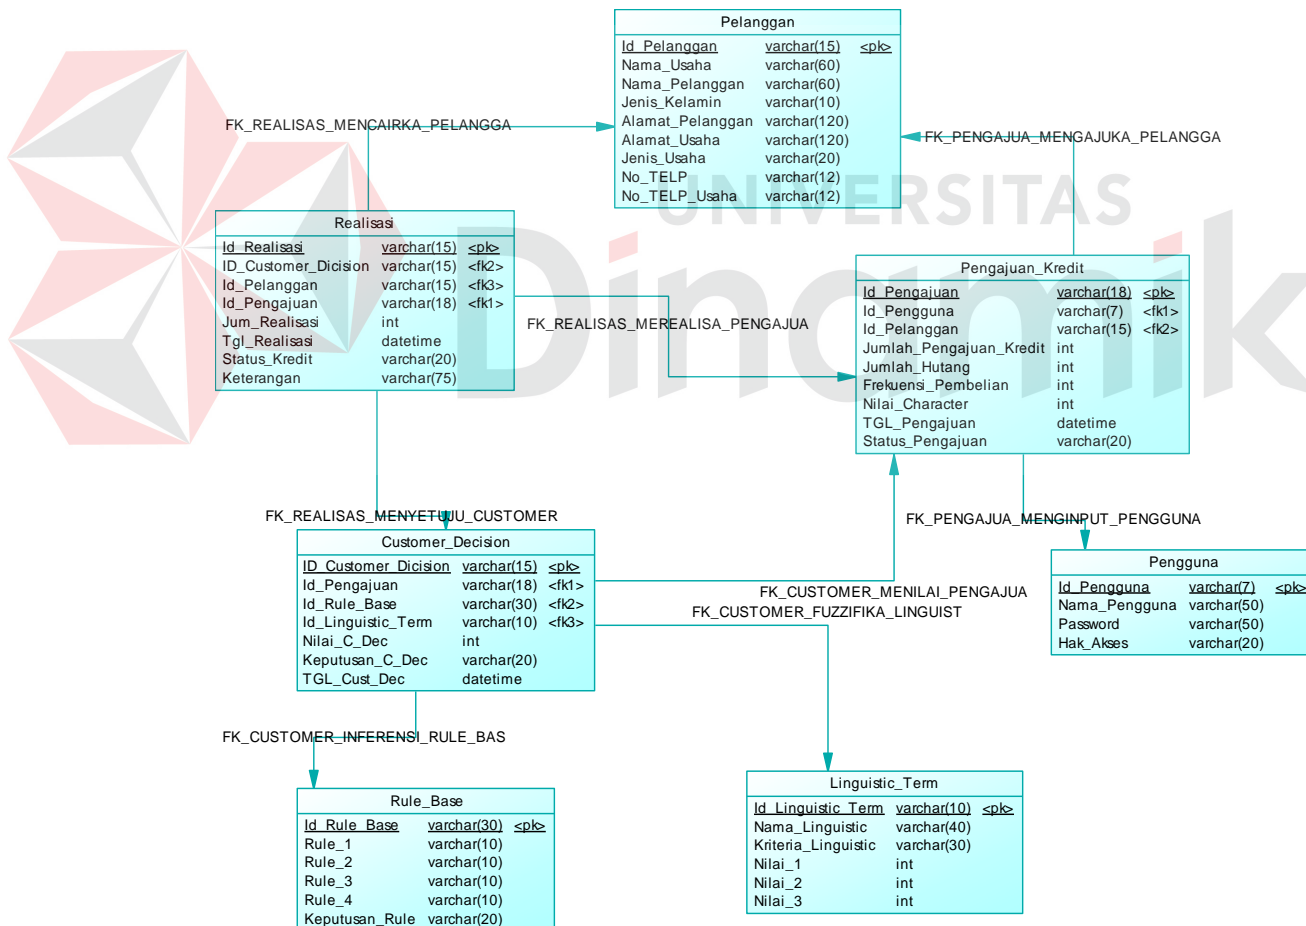 Pelanggan
Id_Pelanggan varchar(15) <pk>
Nama_Usaha varchar(60)
Nama_Pelanggan varchar(60)
Jenis_Kelamin varchar(10)
Alamat_Pelanggan varchar(120)
Alamat_Usaha varchar(120)
Jenis_Usaha varchar(20)
No_TELP varchar(12)
No_TELP_Usaha varchar(12)
FK_REALISAS_MENCAIRKA_PELANGGA
FK_PENGAJUA_MENGAJUKA_PELANGGA
UNIVERSITAS
Dinamik
Realisasi
Id_Realisasi varchar(15) <pk>
ID_Customer_Dicision varchar(15) <fk2>
Id_Pelanggan varchar(15) <fk3>
Id_Pengajuan varchar(18) <fk1>
Jum_Realisasi int
Tgl_Realisasi datetime
Status_Kredit varchar(20)
Keterangan varchar(75)
FK_REALISAS_MEREALISA_PENGAJUA
Pengajuan_Kredit
Id_Pengajuan varchar(18) <pk>
Id_Pengguna varchar(7) <fk1>
Id_Pelanggan varchar(15) <fk2>
Jumlah_Pengajuan_Kredit int
Jumlah_Hutang int
Frekuensi_Pembelian int
Nilai_Character int
TGL_Pengajuan datetime
Status_Pengajuan varchar(20)
FK_REALISAS_MENYETUJU_CUSTOMER
FK_PENGAJUA_MENGINPUT_PENGGUNA
Customer_Decision
ID_Customer_Dicision varchar(15) <pk>
Id_Pengajuan varchar(18) <fk1>
Id_Rule_Base varchar(30) <fk2>
Id_Linguistic_Term varchar(10) <fk3>
Nilai_C_Dec int
Keputusan_C_Dec varchar(20)
TGL_Cust_Dec datetime
FK_CUSTOMER_MENILAI_PENGAJUA
FK_CUSTOMER_FUZZIFIKA_LINGUIST
Pengguna
Id_Pengguna varchar(7) <pk>
Nama_Pengguna varchar(50)
Password varchar(50)
Hak_Akses varchar(20)
FK_CUSTOMER_INFERENSI_RULE_BAS
Rule_Base
Id_Rule_Base varchar(30) <pk>
Rule_1 varchar(10)
Rule_2 varchar(10)
Rule_3 varchar(10)
Rule_4 varchar(10)
Keputusan_Rule varchar(20)
Linguistic_Term
Id_Linguistic_Term varchar(10) <pk>
Nama_Linguistic varchar(40)
Kriteria_Linguistic varchar(30)
Nilai_1 int
Nilai_2 int
Nilai_3 int